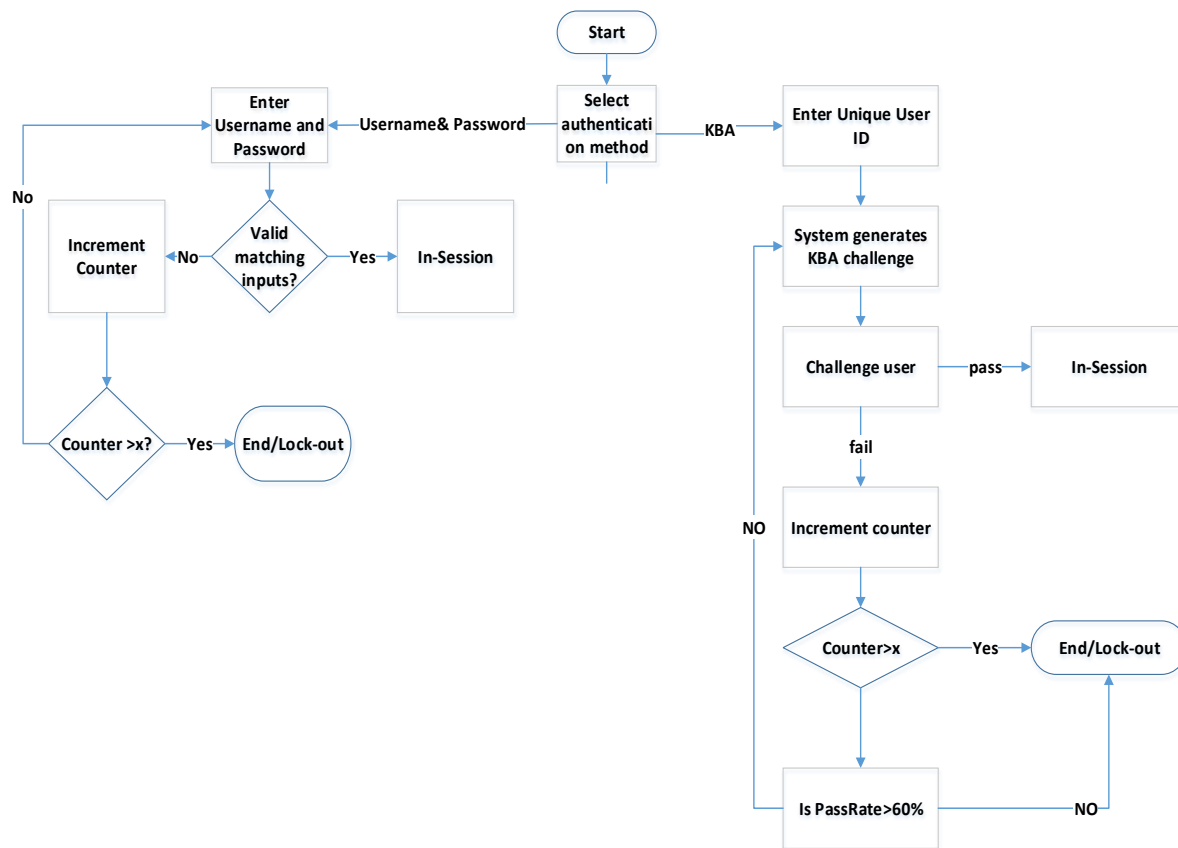 Start
Select
authenticati
on method
Username& Password
KBA
Enter
Username and
Password
No
Increment
Counter
No
Valid
matching
inputs?
Yes
In-Session
Counter >x?
Yes
End/Lock-out
Enter Unique User
ID
System generates
KBA challenge
Challenge user
pass
In-Session
fail
NO
Increment counter
Counter>x
Yes
End/Lock-out
Is PassRate>60%
NO